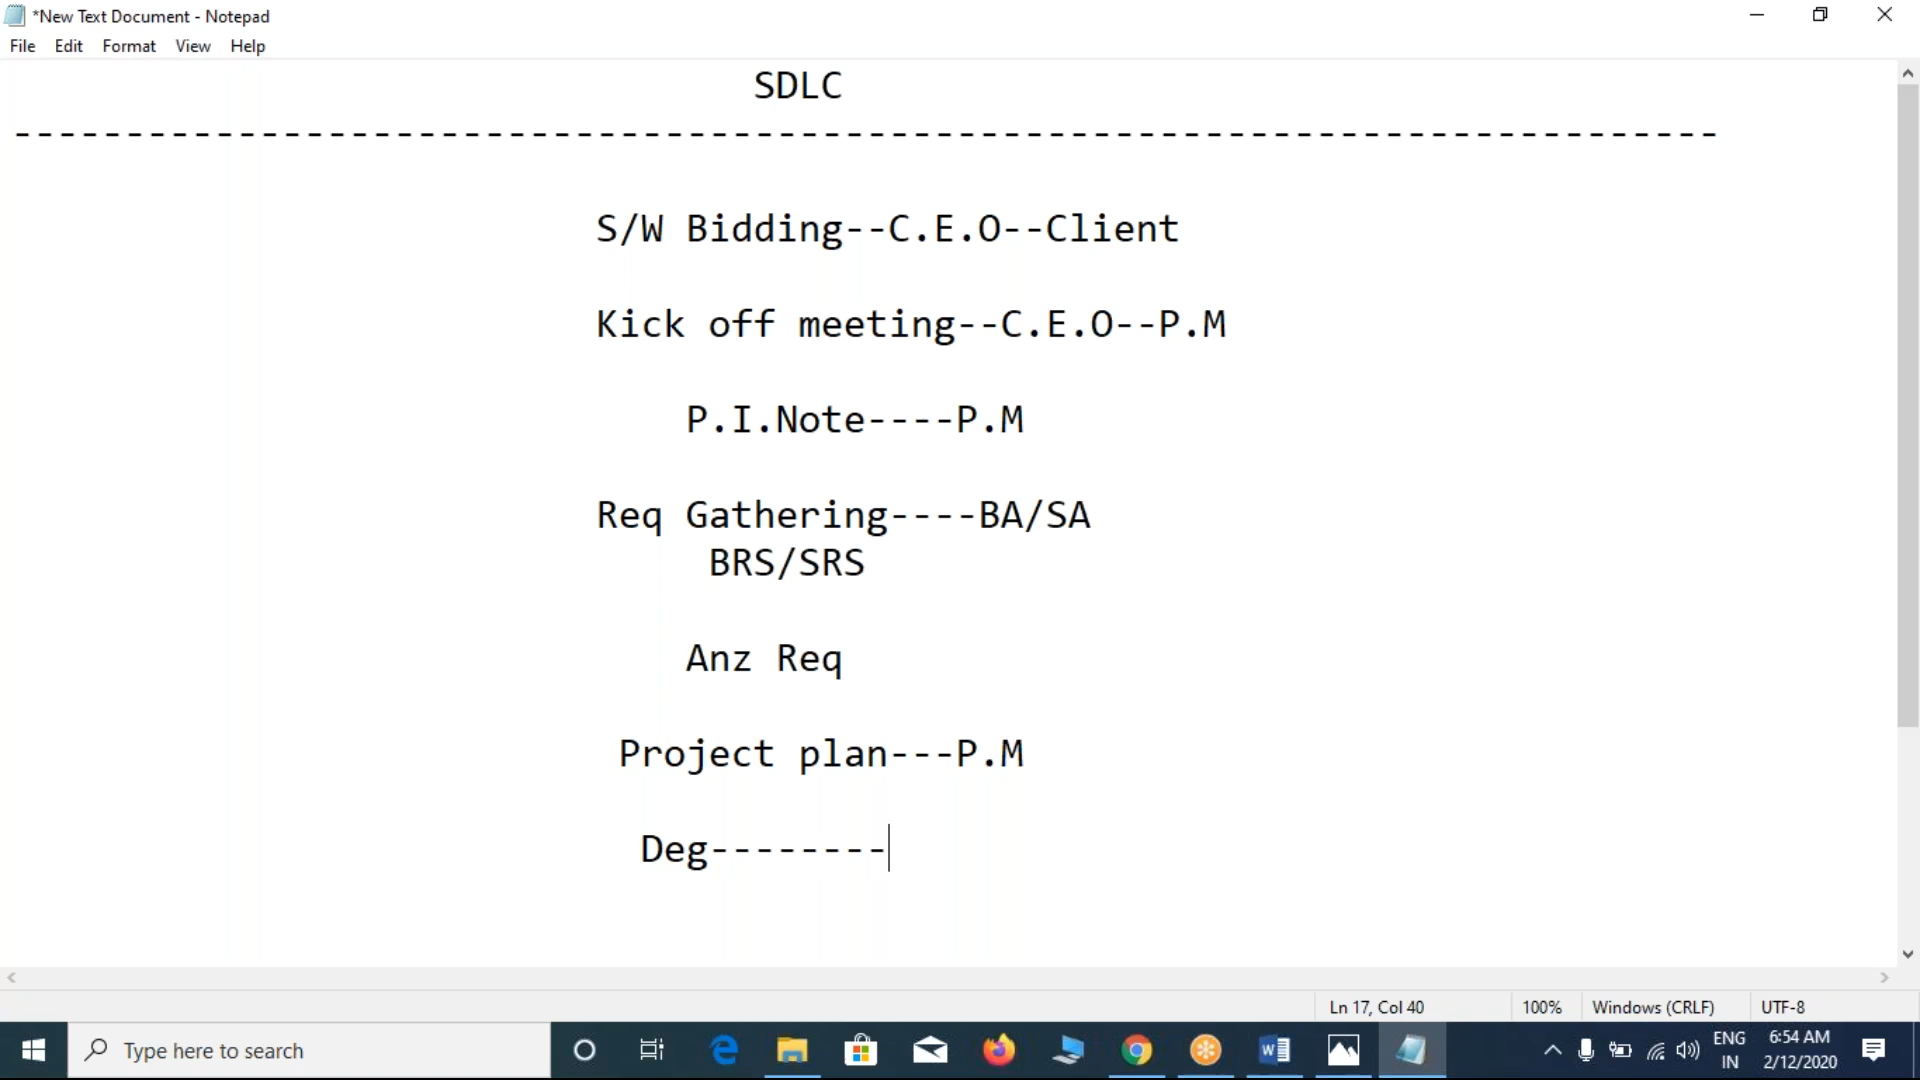 *New Text Document - Notepad
File Edit Format View Help
SDLC
----------------------------------------------------------------------------
S/W Bidding--C.E.O--Client
Kick off meeting--C.E.O--P.M
P.I.Note----P.M
Req Gathering----BA/SA
BRS/SRS
Anz Req
Project plan---P.M
Deg--------
Ln 17, Col 40 100% Windows (CRLF) UTF-8
Type here to search
ENG 6:54 AM
IN 2/12/2020